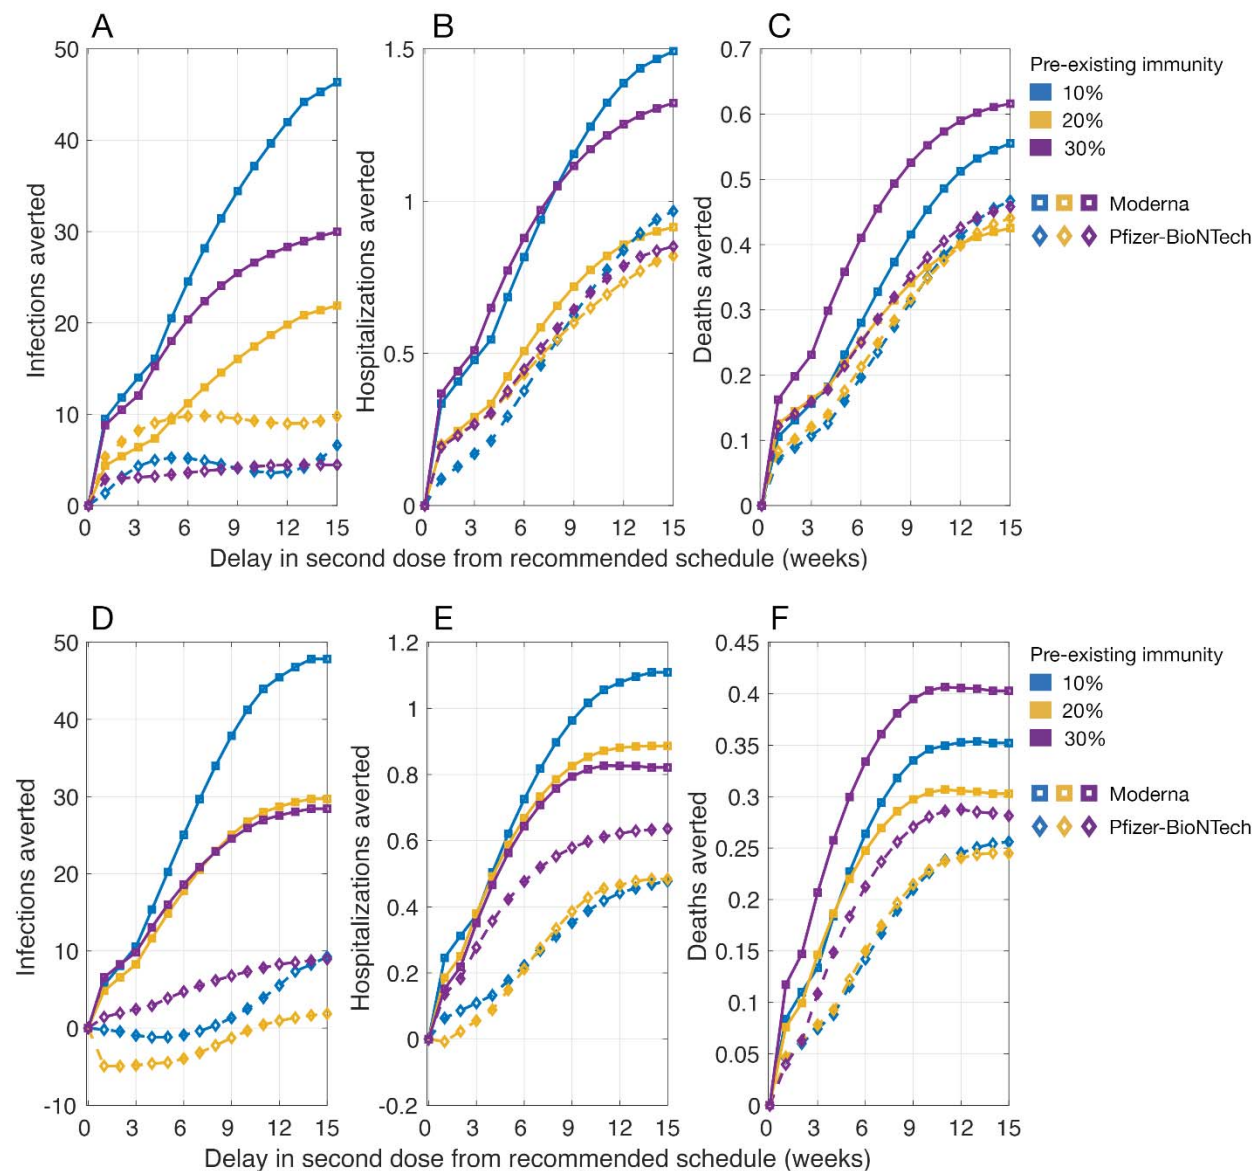 A
B
C
50
40
30
20
10
0
Infections averted
0 3 6 9 12 15
1.5
1
0.5
0
Hospitalizations averted
0 3 6 9 12 15
0.7
0.6
0.5
0.4
0.3
0.2
0.1
0
Deaths averted
0 3 6 9 12 15
Pre-existing immunity
10%
20%
30%
Moderna
Pfizer-BioNTech
Delay in second dose from recommended schedule (weeks)
D
E
F
50
40
30
20
10
0
-10
Infections averted
0 3 6 9 12 15
1.2
1
0.8
0.6
0.4
0.2
0
-0.2
Hospitalizations averted
0 3 6 9 12 15
0.45
0.4
0.35
0.3
0.25
0.2
0.15
0.1
0.05
0
Deaths averted
0 3 6 9 12 15
Pre-existing immunity
10%
20%
30%
Moderna
Pfizer-BioNTech
Delay in second dose from recommended schedule (weeks)